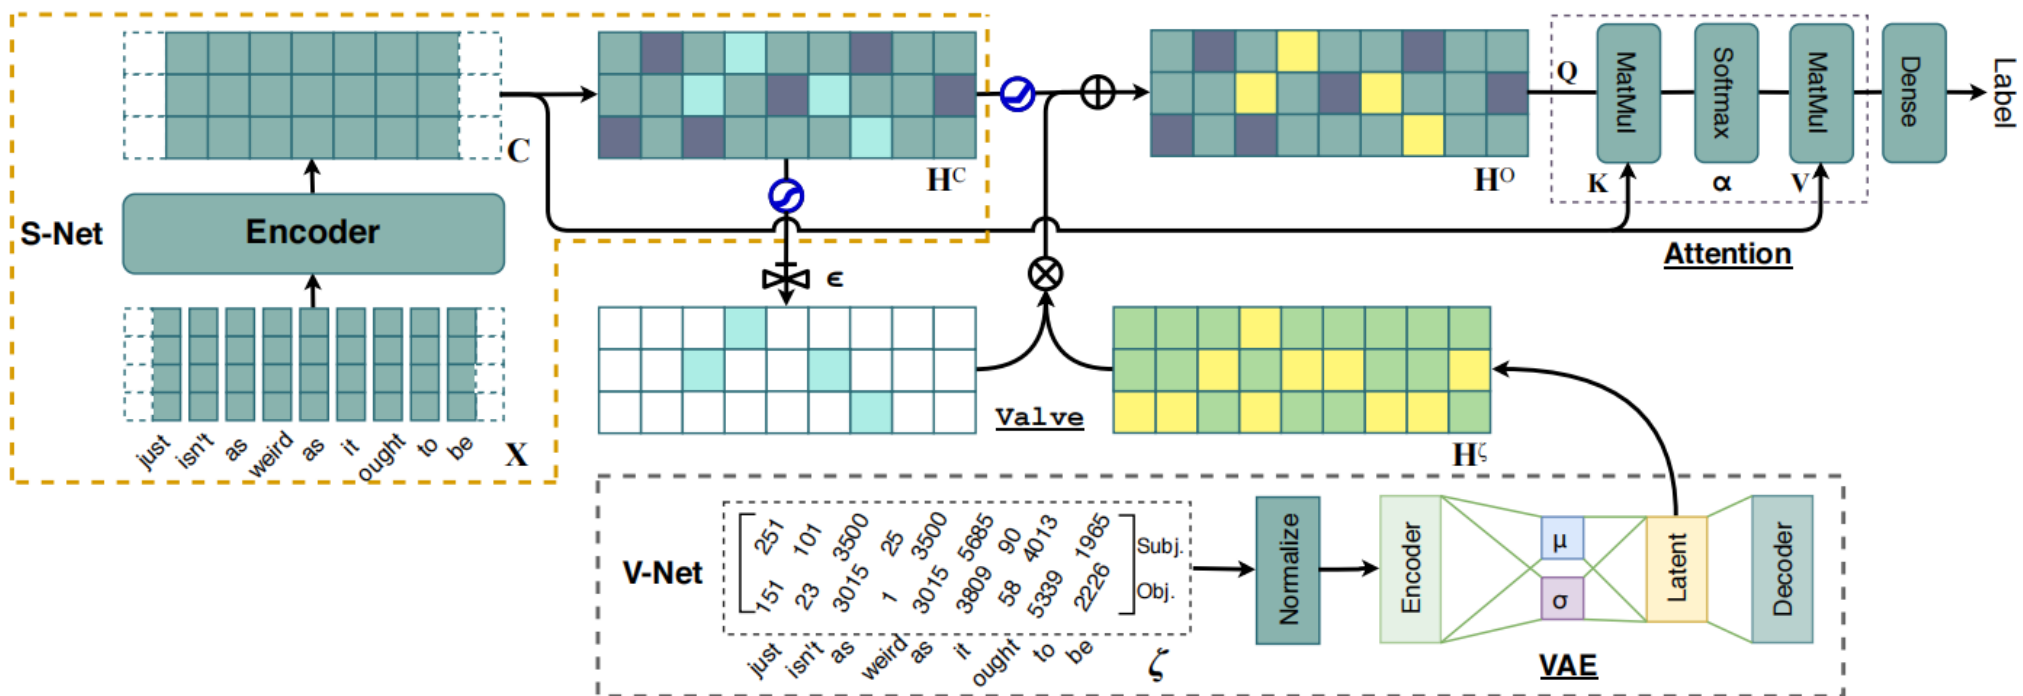 S-Net
C
Encoder
just isn't as weird as it ought to be
X
H^C
ϵ
Valve
H^O
Q
MatMul
Softmax
MatMul
Dense
Label
K
α
V
Attention
H^ζ
V-Net
251 101 3500 25 3500 5685 90 4013 1965 Subj.
151 23 3015 1 3015 3809 58 5339 2226 Obj.
just isn't as weird as it ought to be
ζ
Normalize
Encoder
μ
σ
Latent
Decoder
VAE